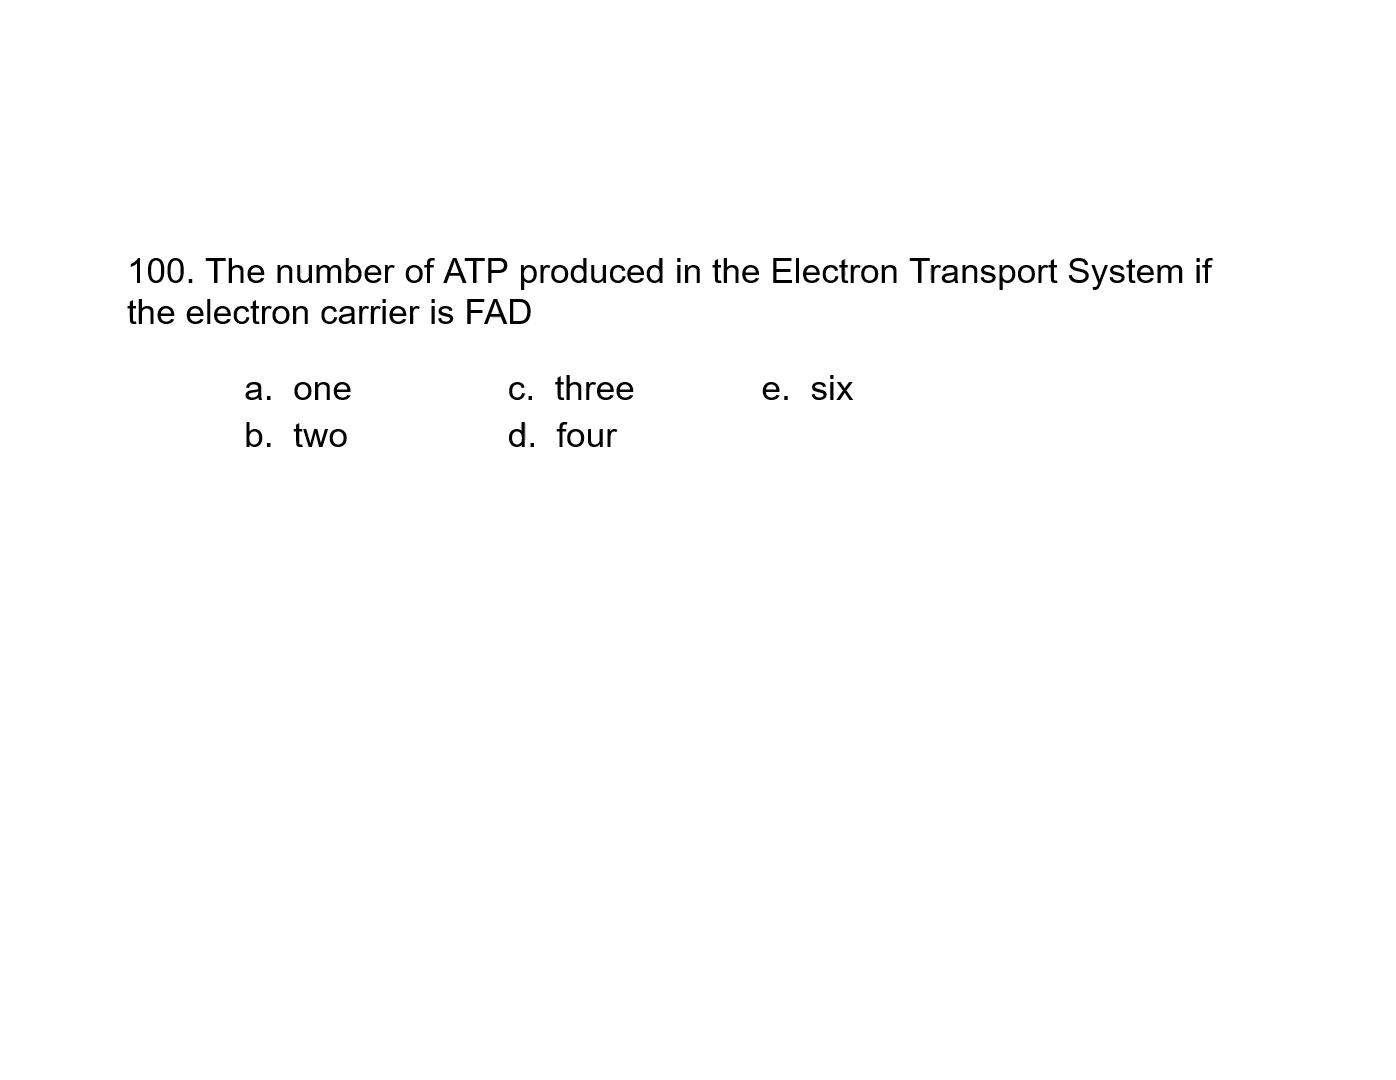 100. The number of ATP produced in the Electron Transport System if
the electron carrier is FAD
a. one c. three e. six
b. two d. four